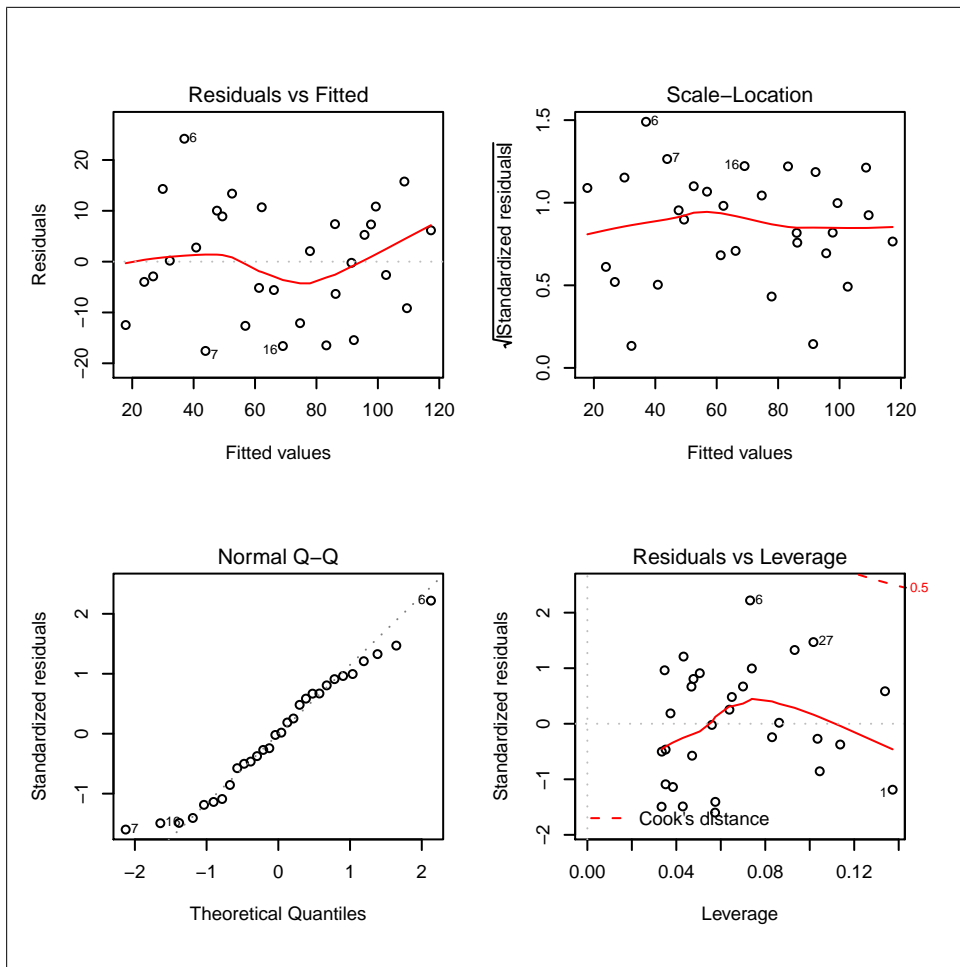 Residuals vs Fitted
Residuals
20
10
0
−10
−20
6
7
16
20 40 60 80 100 120
Fitted values
Scale−Location
√|Standardized residuals|
1.5
1.0
0.5
0.0
6
7
16
20 40 60 80 100 120
Fitted values
Normal Q−Q
Standardized residuals
2
1
0
−1
6
7
16
−2 −1 0 1 2
Theoretical Quantiles
Residuals vs Leverage
Standardized residuals
2
1
0
−1
−2
0.5
6
27
1
Cook's distance
0.00 0.04 0.08 0.12
Leverage